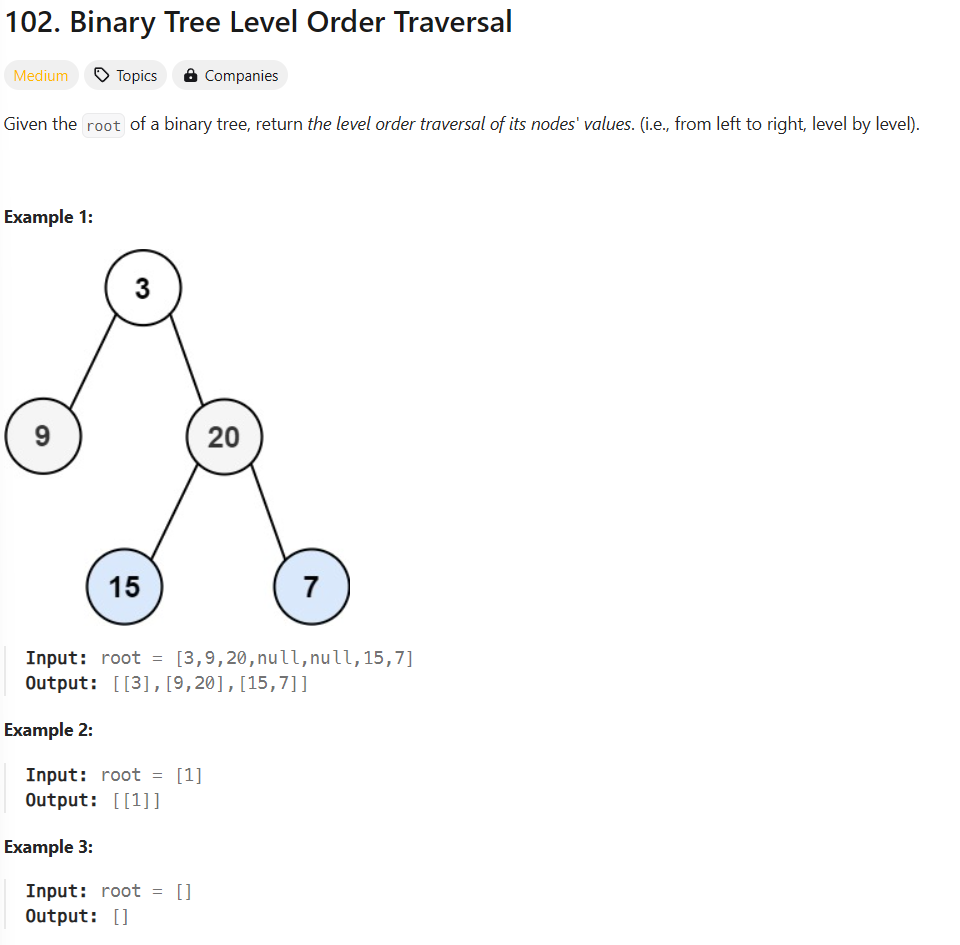 102. Binary Tree Level Order Traversal
Medium Topics Companies
Given the root of a binary tree, return the level order traversal of its nodes' values. (i.e., from left to right, level by level).
Example 1:
3
9 20
15 7
Input: root = [3,9,20,null,null,15,7]
Output: [[3],[9,20],[15,7]]
Example 2:
Input: root = [1]
Output: [[1]]
Example 3:
Input: root = []
Output: []